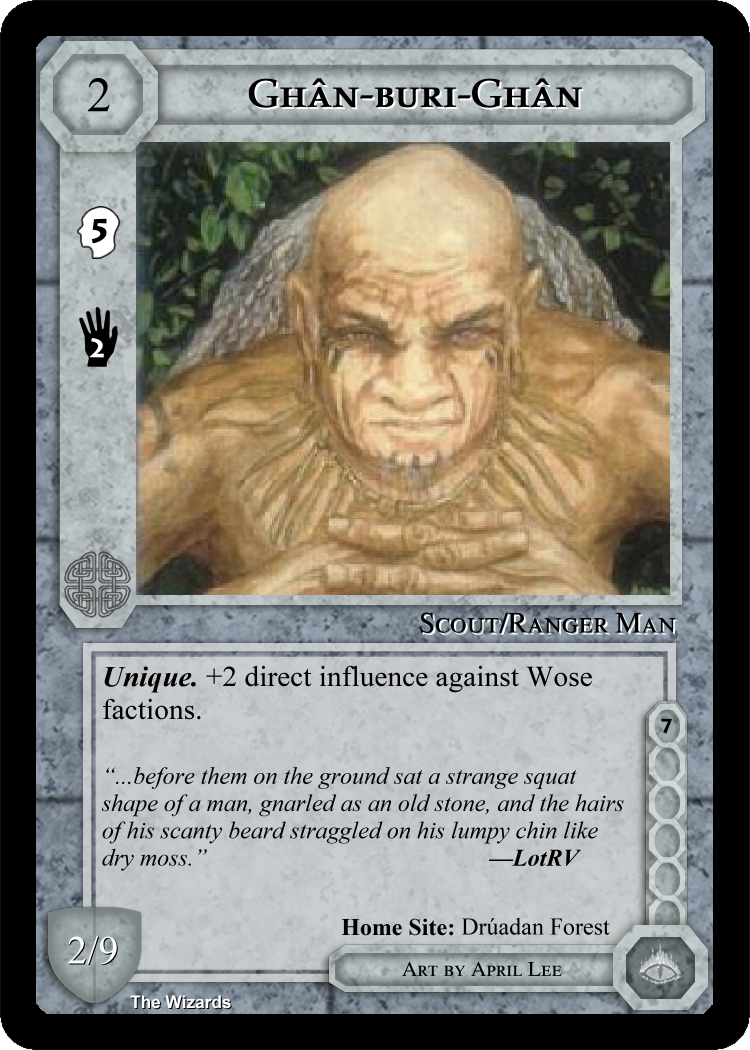 2
Ghân-buri-Ghân
5
2
Scout/Ranger Man
Unique. +2 direct influence against Wose
factions.
7
“...before them on the ground sat a strange squat
shape of a man, gnarled as an old stone, and the hairs
of his scanty beard straggled on his lumpy chin like
dry moss.” —LotRV
Home Site: Drúadan Forest
2/9
Art by April Lee
The Wizards